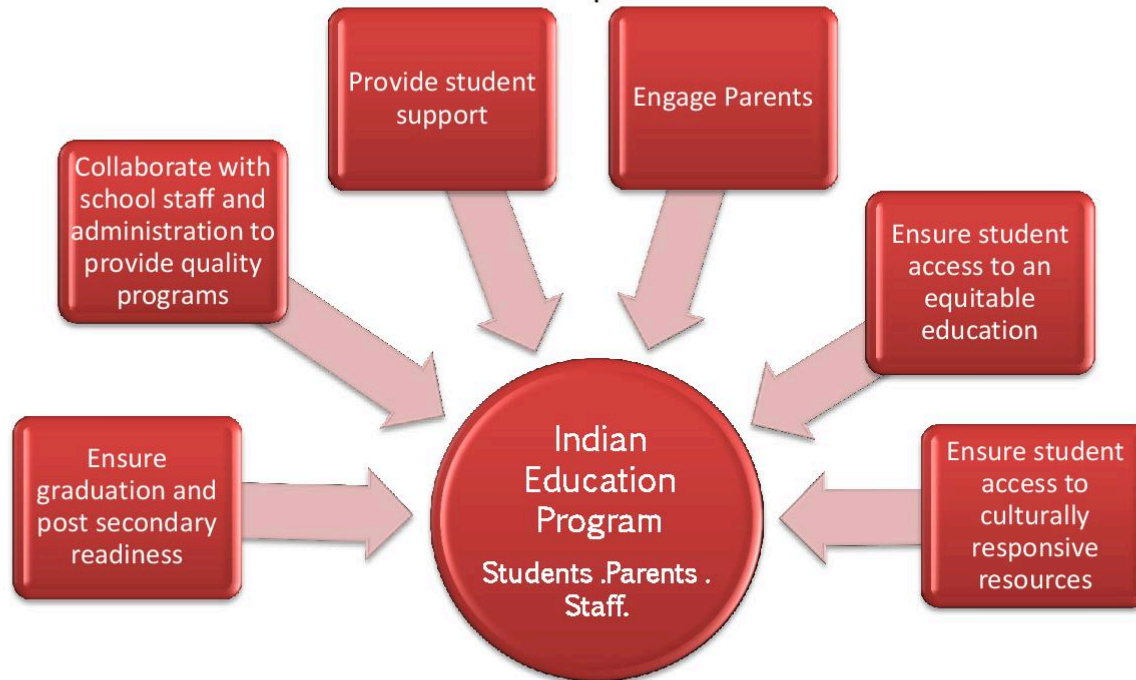 Provide student
support
Engage Parents
Collaborate with
school staff and
administration to
provide quality
programs
Ensure student
access to an
equitable
education
Ensure
graduation and
post secondary
readiness
Indian
Education
Program
Students .Parents .
Staff.
Ensure student
access to
culturally
responsive
resources